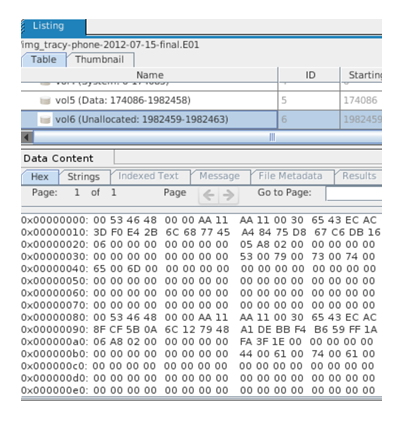 Listing
img_tracy-phone-2012-07-15-final.E01
Table Thumbnail
Name ID Starting
vol5 (Data: 174086-1982458) 5 174086
vol6 (Unallocated: 1982459-1982463) 6 1982459
Data Content
Hex Strings Indexed Text Message File Metadata Results
Page: 1 of 1 Page Go to Page:
0x00000000: 00 53 46 48 00 00 AA 11 AA 11 00 30 65 43 EC AC
0x00000010: 3D F0 E4 2B 6C 68 77 45 A4 84 75 D8 67 C6 DB 16
0x00000020: 06 00 00 00 00 00 00 00 05 A8 02 00 00 00 00 00
0x00000030: 00 00 00 00 00 00 00 00 53 00 79 00 73 00 74 00
0x00000040: 65 00 6D 00 00 00 00 00 00 00 00 00 00 00 00 00
0x00000050: 00 00 00 00 00 00 00 00 00 00 00 00 00 00 00 00
0x00000060: 00 00 00 00 00 00 00 00 00 00 00 00 00 00 00 00
0x00000070: 00 00 00 00 00 00 00 00 00 00 00 00 00 00 00 00
0x00000080: 00 53 46 48 00 00 AA 11 AA 11 00 30 65 43 EC AC
0x00000090: 8F CF 5B 0A 6C 12 79 48 A1 DE BB F4 B6 59 FF 1A
0x000000a0: 06 A8 02 00 00 00 00 00 FA 3F 1E 00 00 00 00 00
0x000000b0: 00 00 00 00 00 00 00 00 44 00 61 00 74 00 61 00
0x000000c0: 00 00 00 00 00 00 00 00 00 00 00 00 00 00 00 00
0x000000d0: 00 00 00 00 00 00 00 00 00 00 00 00 00 00 00 00
0x000000e0: 00 00 00 00 00 00 00 00 00 00 00 00 00 00 00 00